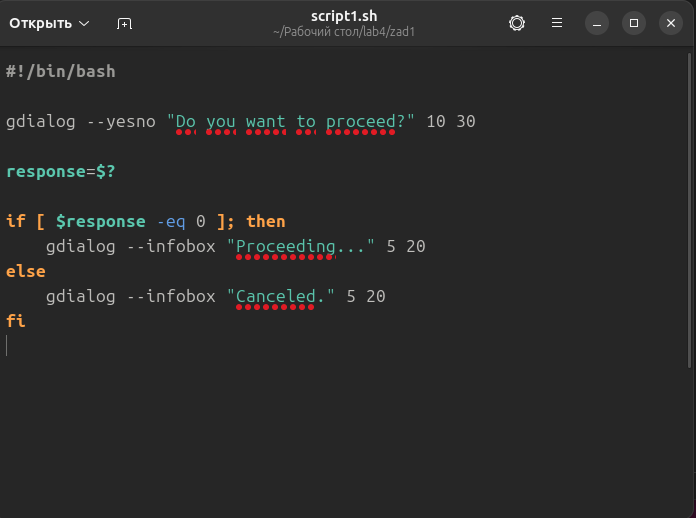 Открыть
script1.sh
~/Рабочий стол/lab4/zad1
#!/bin/bash
gdialog --yesno "Do you want to proceed?" 10 30
response=$?
if [ $response -eq 0 ]; then
    gdialog --infobox "Proceeding..." 5 20
else
    gdialog --infobox "Canceled." 5 20
fi